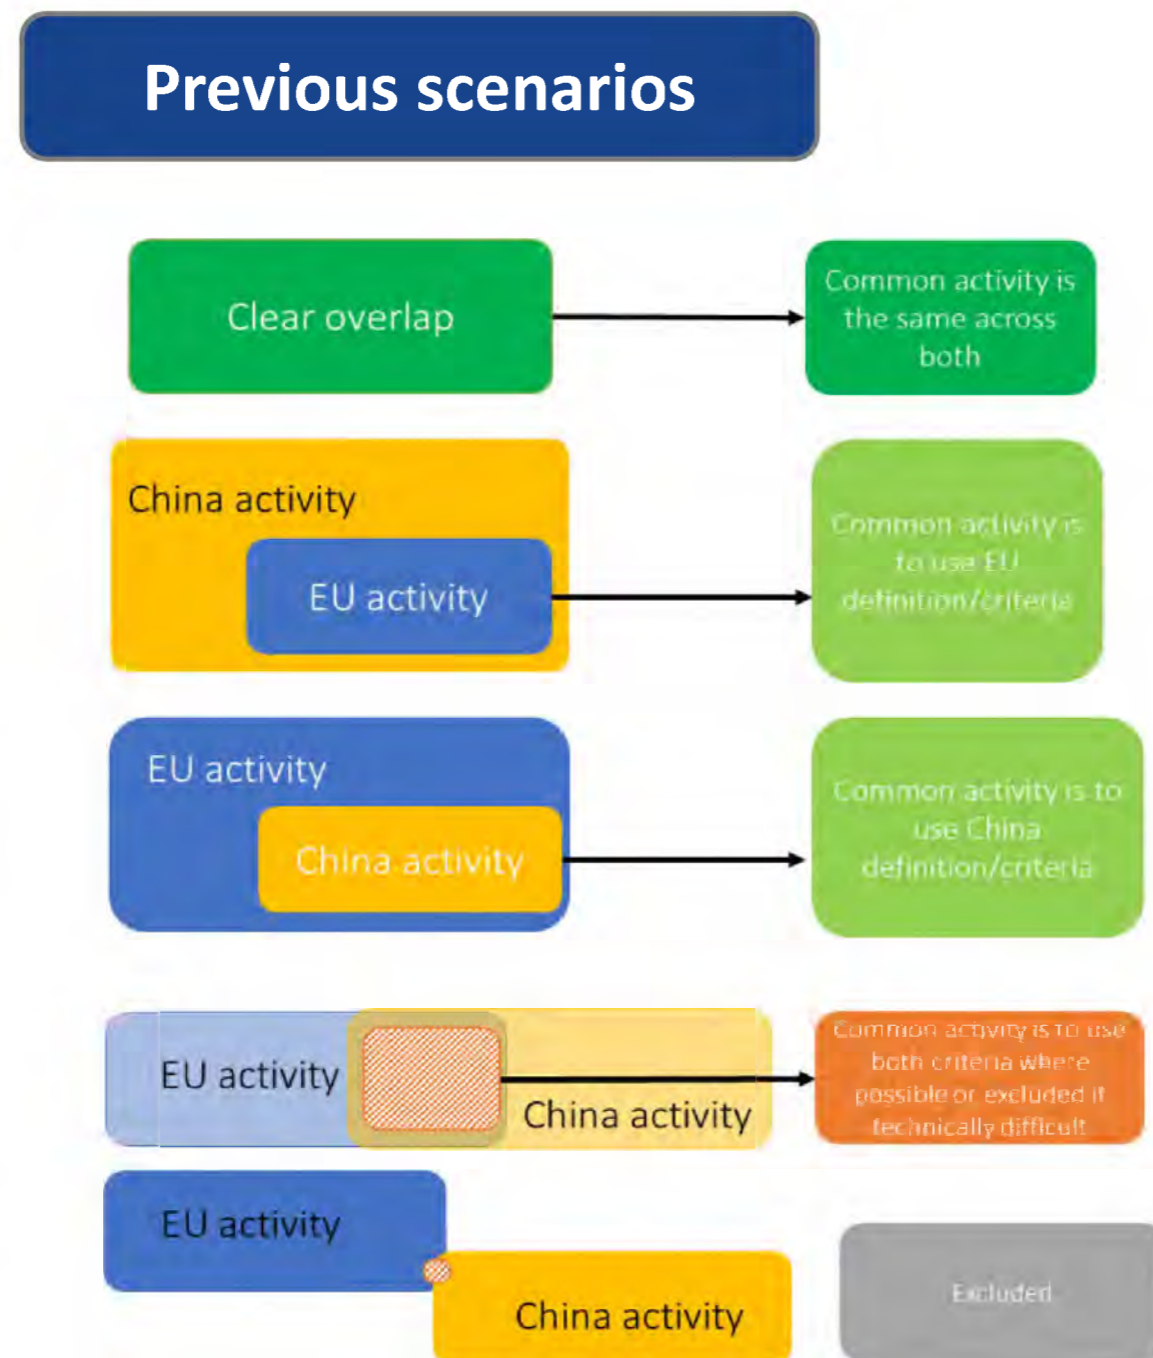 Previous scenarios
Clear overlap
Common activity is
the same across
both
China activity
EU activity
Common activity is
to use EU
definition/criteria
EU activity
China activity
Common activity is to
use China
definition/criteria
EU activity
China activity
Common activity is to use
both criteria where
possible or excluded if
technically difficult
EU activity
China activity
Excluded